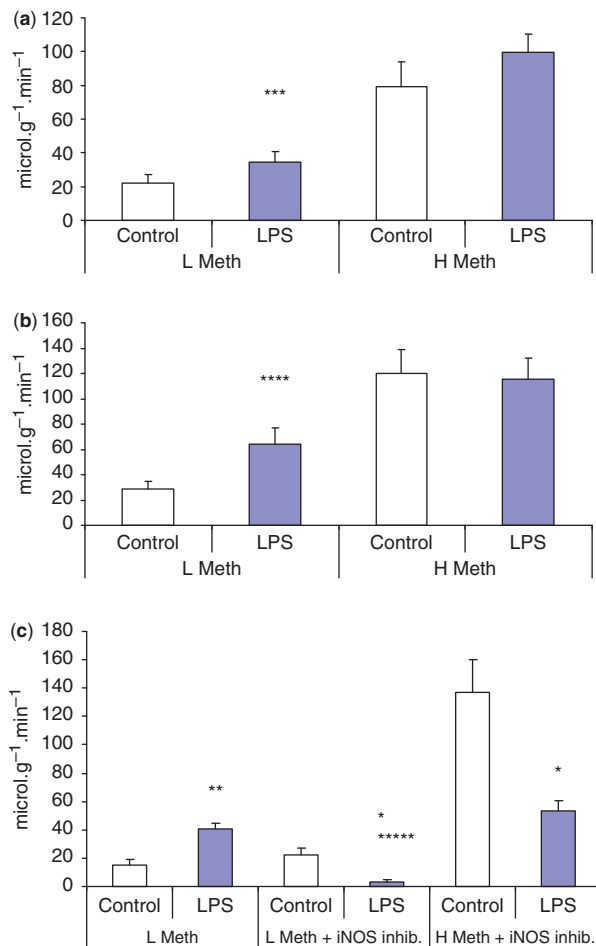 (a)
120
100
80
60
40
20
0
microl.g⁻¹.min⁻¹
***
Control LPS Control LPS
L Meth H Meth
(b)
160
140
120
100
80
60
40
20
0
microl.g⁻¹.min⁻¹
****
Control LPS Control LPS
L Meth H Meth
(c)
180
160
140
120
100
80
60
40
20
0
microl.g⁻¹.min⁻¹
**
*
*****
*
Control LPS Control LPS Control LPS
L Meth L Meth + iNOS inhib. H Meth + iNOS inhib.